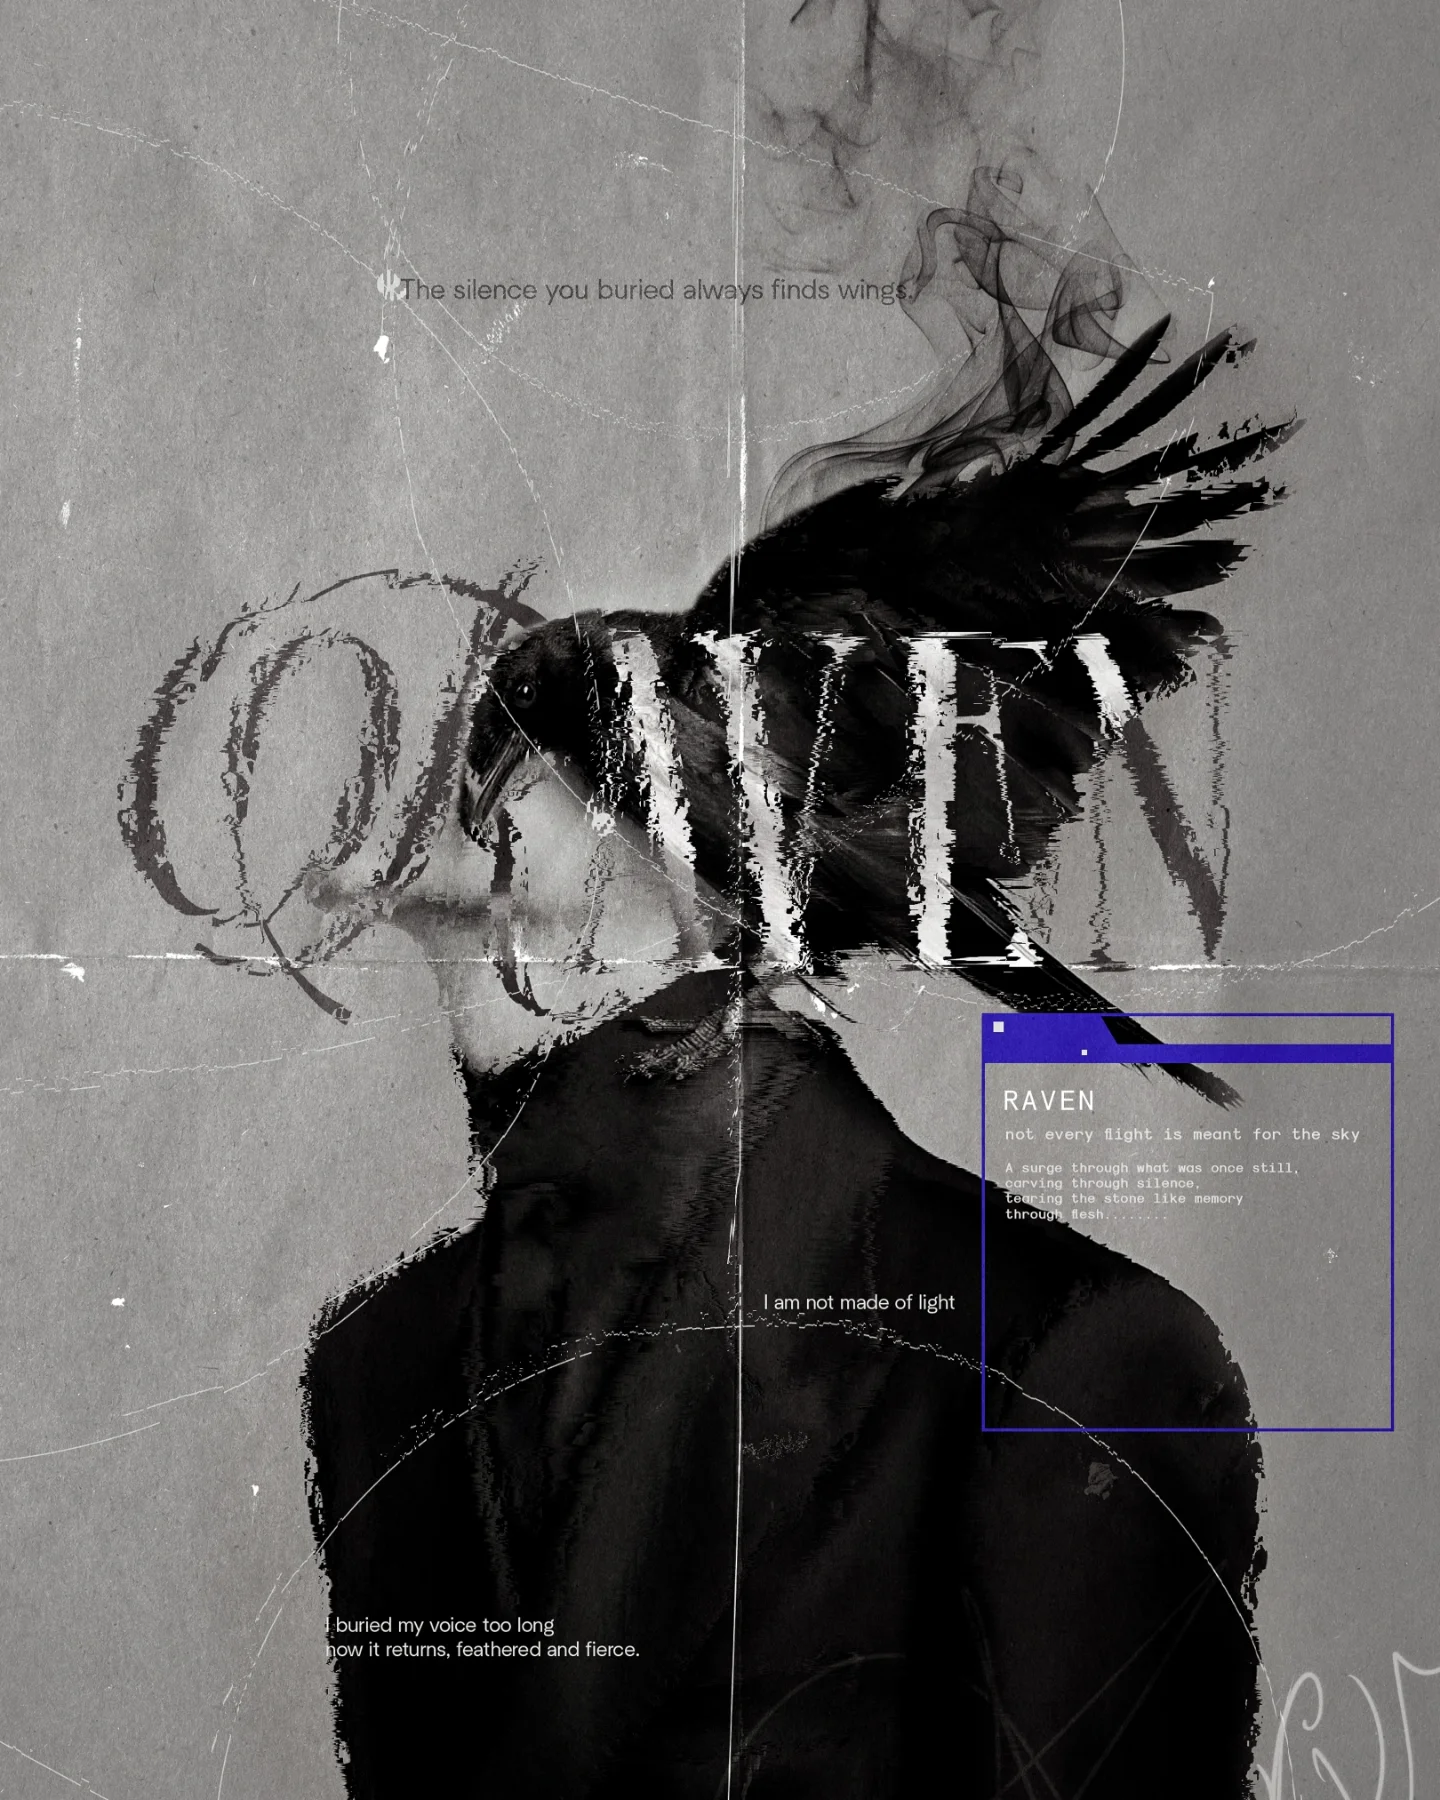 The silence you buried always finds wings.
RAVEN
RAVEN
not every flight is meant for the sky
A surge through what was once still,
carving through silence,
tearing the stone like memory
through flesh........
I am not made of light
I buried my voice too long
now it returns, feathered and fierce.